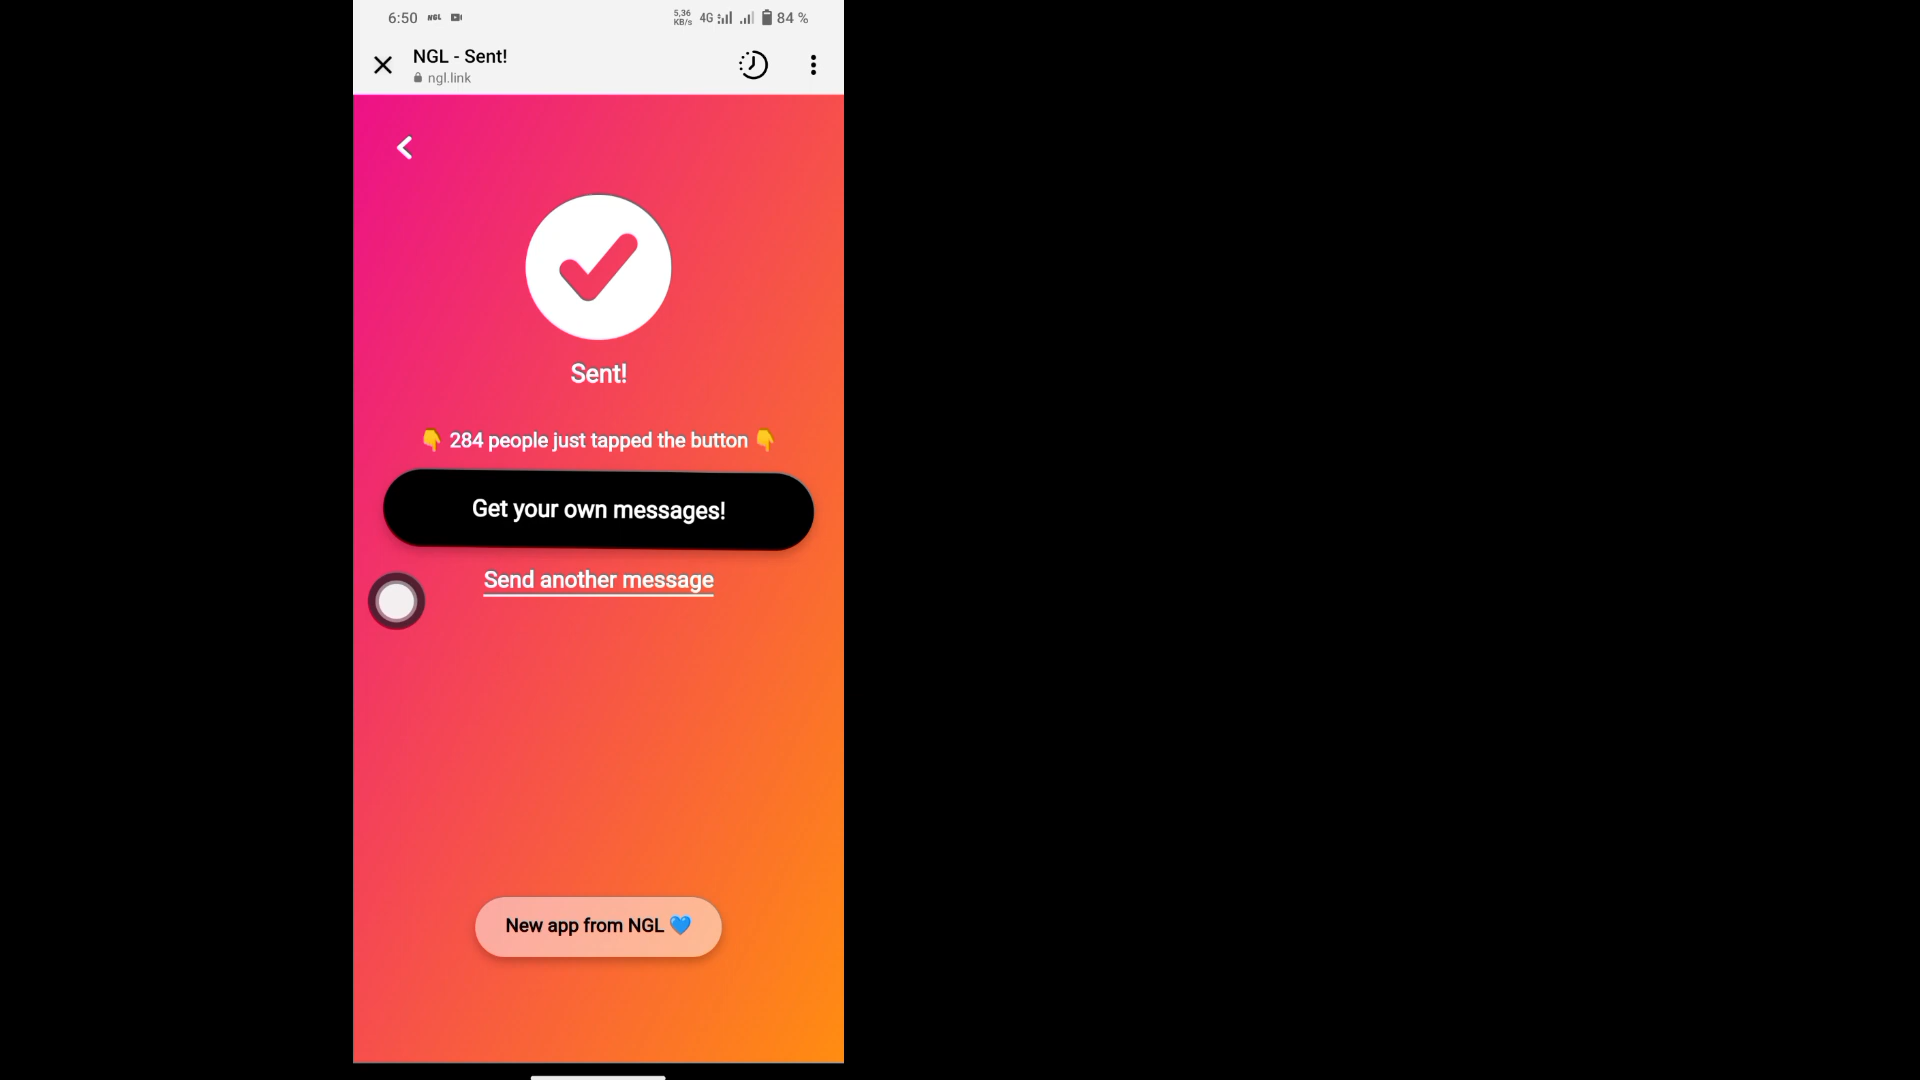 6:50 NGL 5,36 KB/s 4G 84 %
NGL - Sent!
ngl.link
Sent!
👇 284 people just tapped the button 👇
Get your own messages!
Send another message
New app from NGL 💙